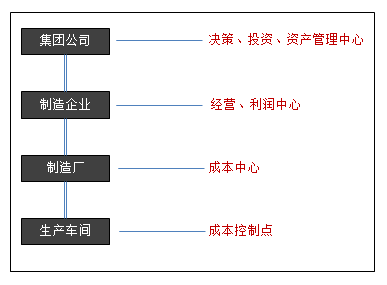 集团公司 决策、投资、资产管理中心
制造企业 经营、利润中心
制造厂 成本中心
生产车间 成本控制点